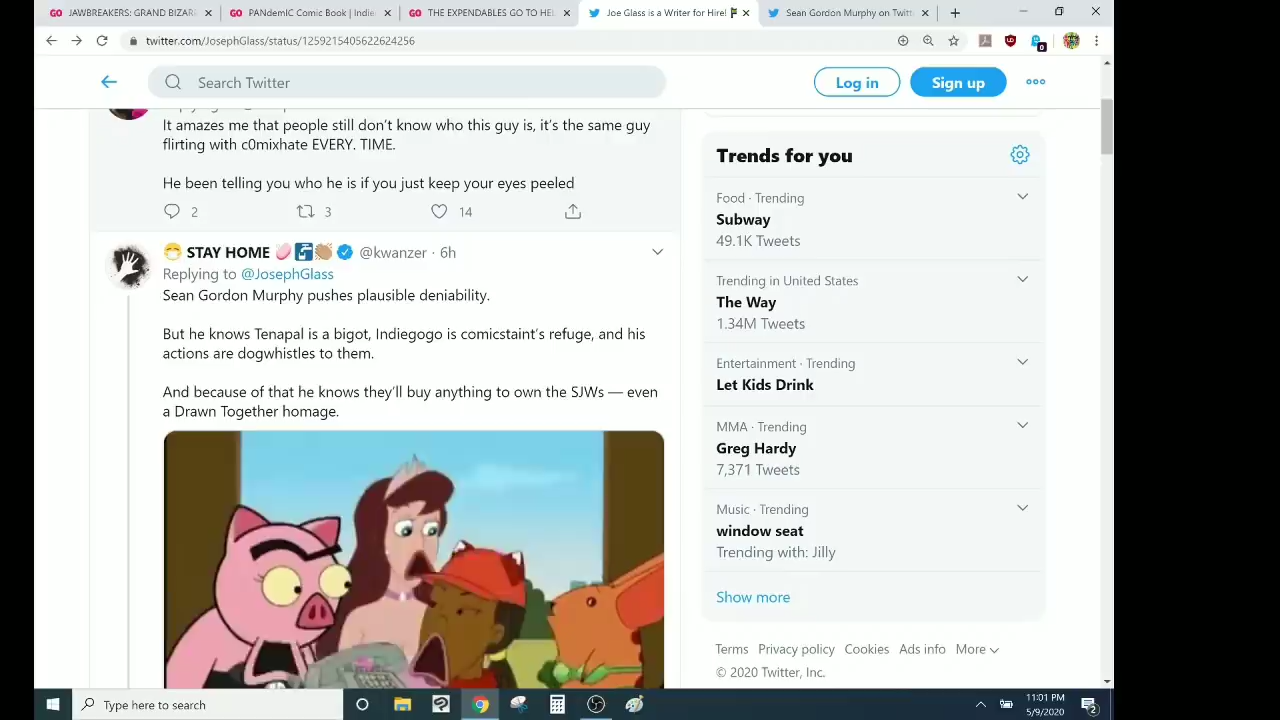 JAWBREAKERS: GRAND BIZAR
PANdemIC Comic Book | Indie
THE EXPENDABLES GO TO HEL
Joe Glass is a Writer for Hire!
Sean Gordon Murphy on Twitt
twitter.com/JosephGlass/status/1259215405622624256
Search Twitter
Log in
Sign up
It amazes me that people still don't know who this guy is, it's the same guy
flirting with c0mixhate EVERY. TIME.
He been telling you who he is if you just keep your eyes peeled
2
3
14
STAY HOME @kwanzer · 6h
Replying to @JosephGlass
Sean Gordon Murphy pushes plausible deniability.
But he knows Tenapal is a bigot, Indiegogo is comicstaint's refuge, and his
actions are dogwhistles to them.
And because of that he knows they'll buy anything to own the SJWs — even
a Drawn Together homage.
Trends for you
Food · Trending
Subway
49.1K Tweets
Trending in United States
The Way
1.34M Tweets
Entertainment · Trending
Let Kids Drink
MMA · Trending
Greg Hardy
7,371 Tweets
Music · Trending
window seat
Trending with: Jilly
Show more
Terms Privacy policy Cookies Ads info More
© 2020 Twitter, Inc.
Type here to search
11:01 PM
5/9/2020
2